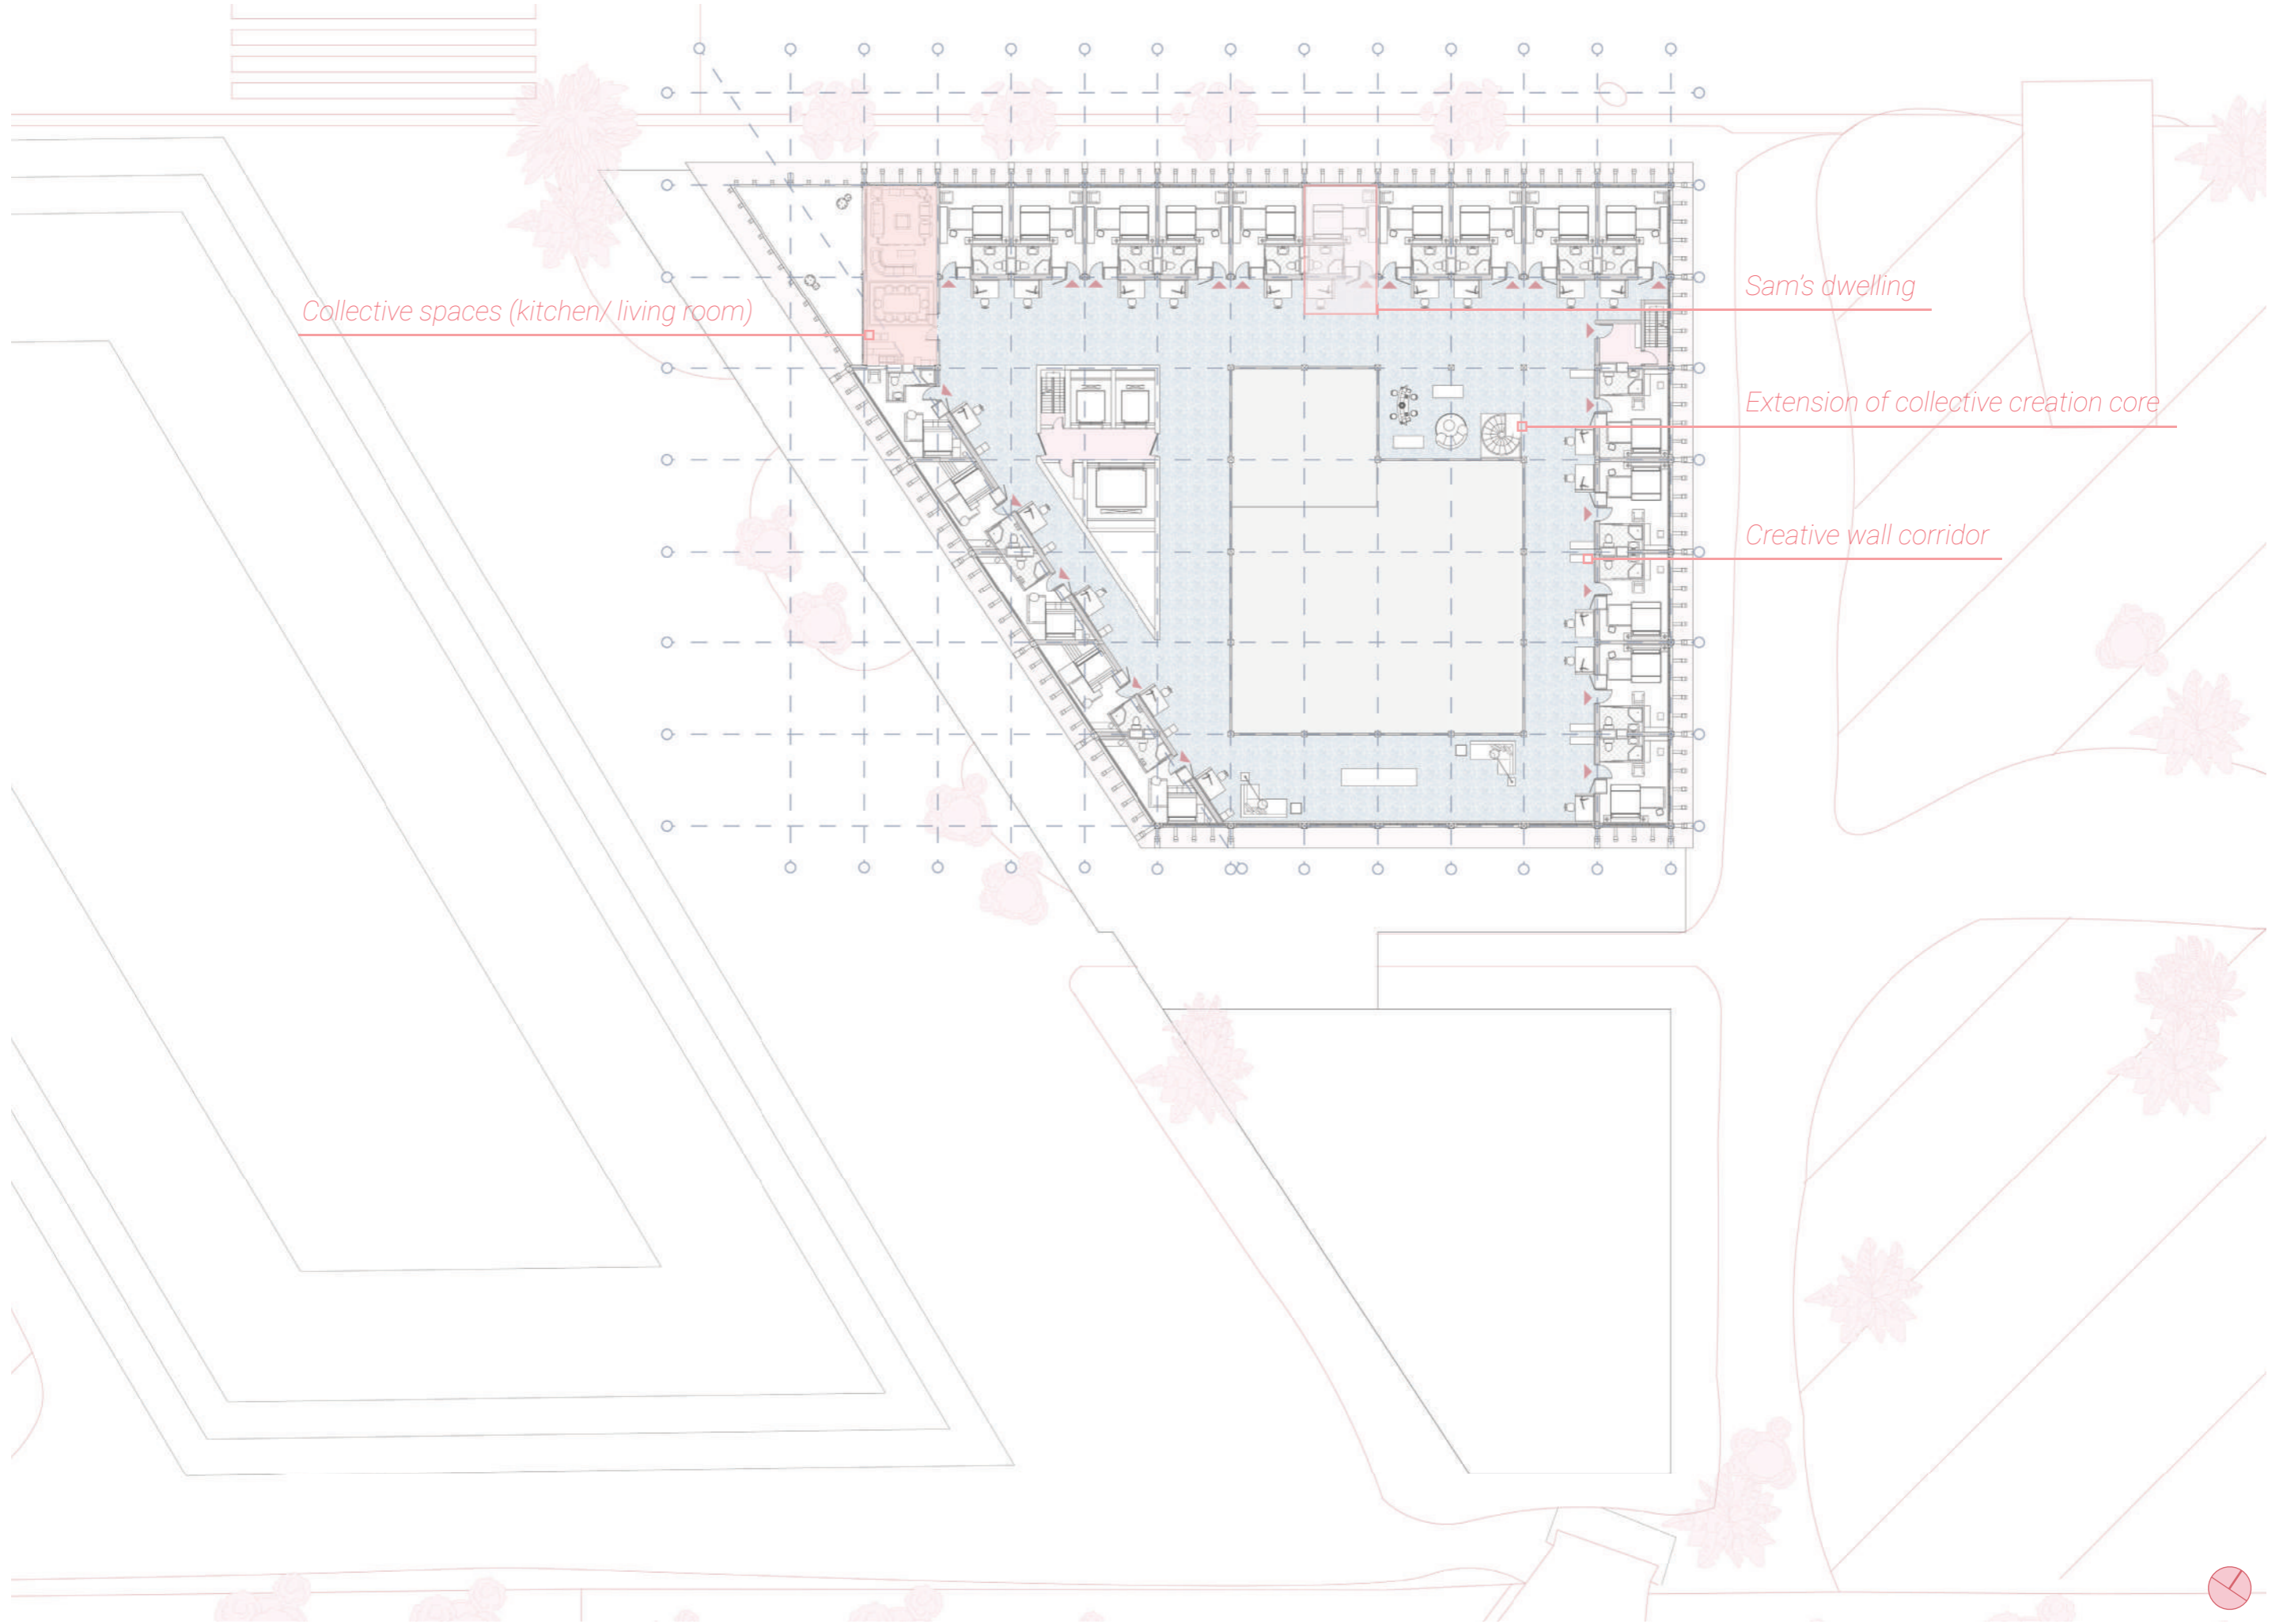 Collective spaces (kitchen/ living room)
Sam's dwelling
Extension of collective creation core
Creative wall corridor